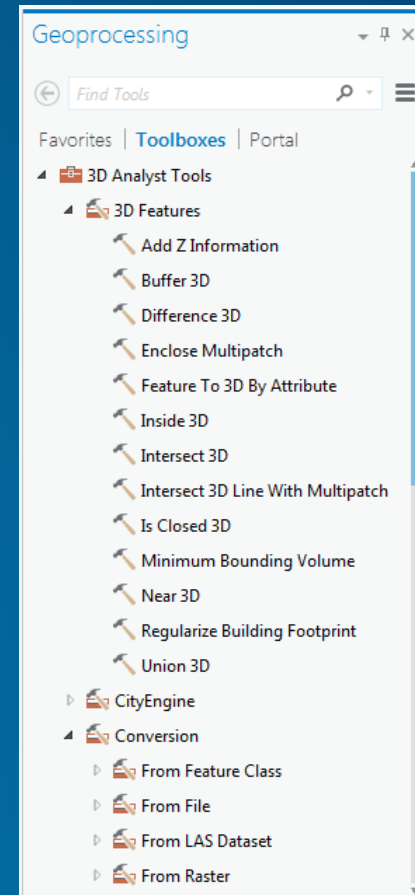 Geoprocessing
Find Tools
Favorites | Toolboxes | Portal
3D Analyst Tools
3D Features
Add Z Information
Buffer 3D
Difference 3D
Enclose Multipatch
Feature To 3D By Attribute
Inside 3D
Intersect 3D
Intersect 3D Line With Multipatch
Is Closed 3D
Minimum Bounding Volume
Near 3D
Regularize Building Footprint
Union 3D
CityEngine
Conversion
From Feature Class
From File
From LAS Dataset
From Raster